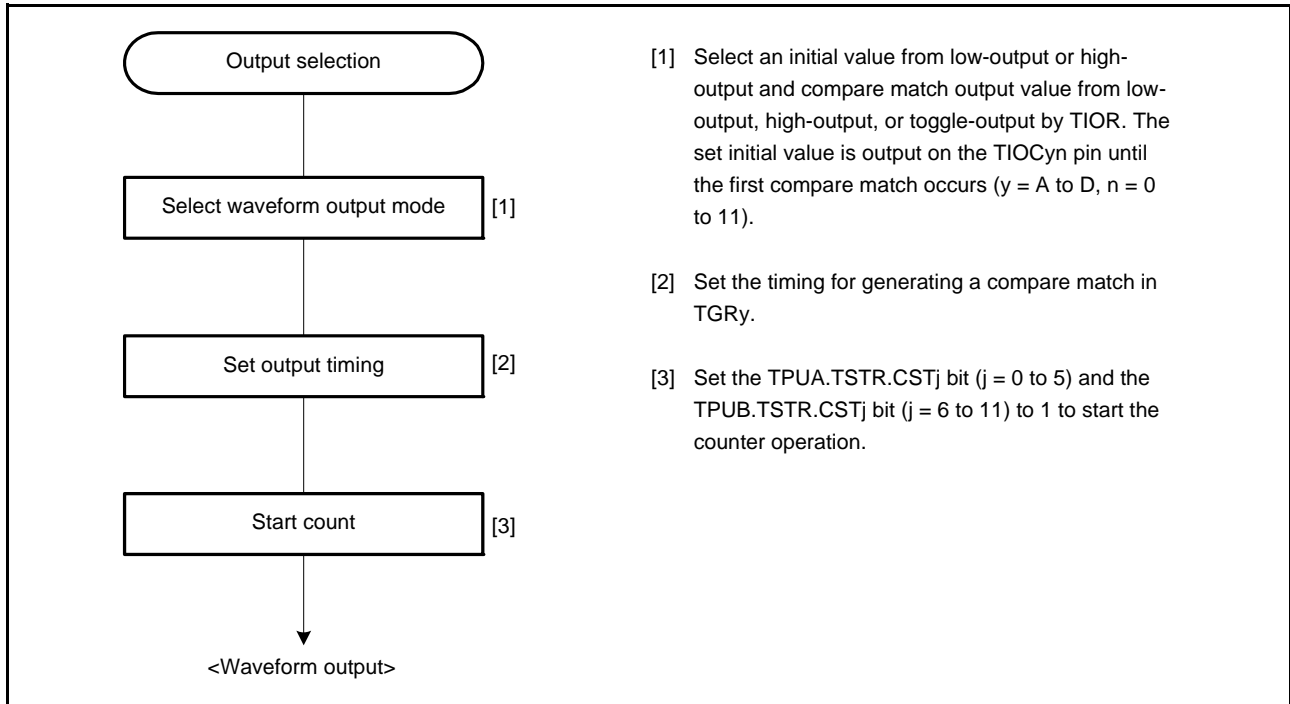 Output selection
Select waveform output mode
[1]
Set output timing
[2]
Start count
[3]
<Waveform output>
[1] Select an initial value from low-output or high-
output and compare match output value from low-
output, high-output, or toggle-output by TIOR. The
set initial value is output on the TIOCyn pin until
the first compare match occurs (y = A to D, n = 0
to 11).
[2] Set the timing for generating a compare match in
TGRy.
[3] Set the TPUA.TSTR.CSTj bit (j = 0 to 5) and the
TPUB.TSTR.CSTj bit (j = 6 to 11) to 1 to start the
counter operation.